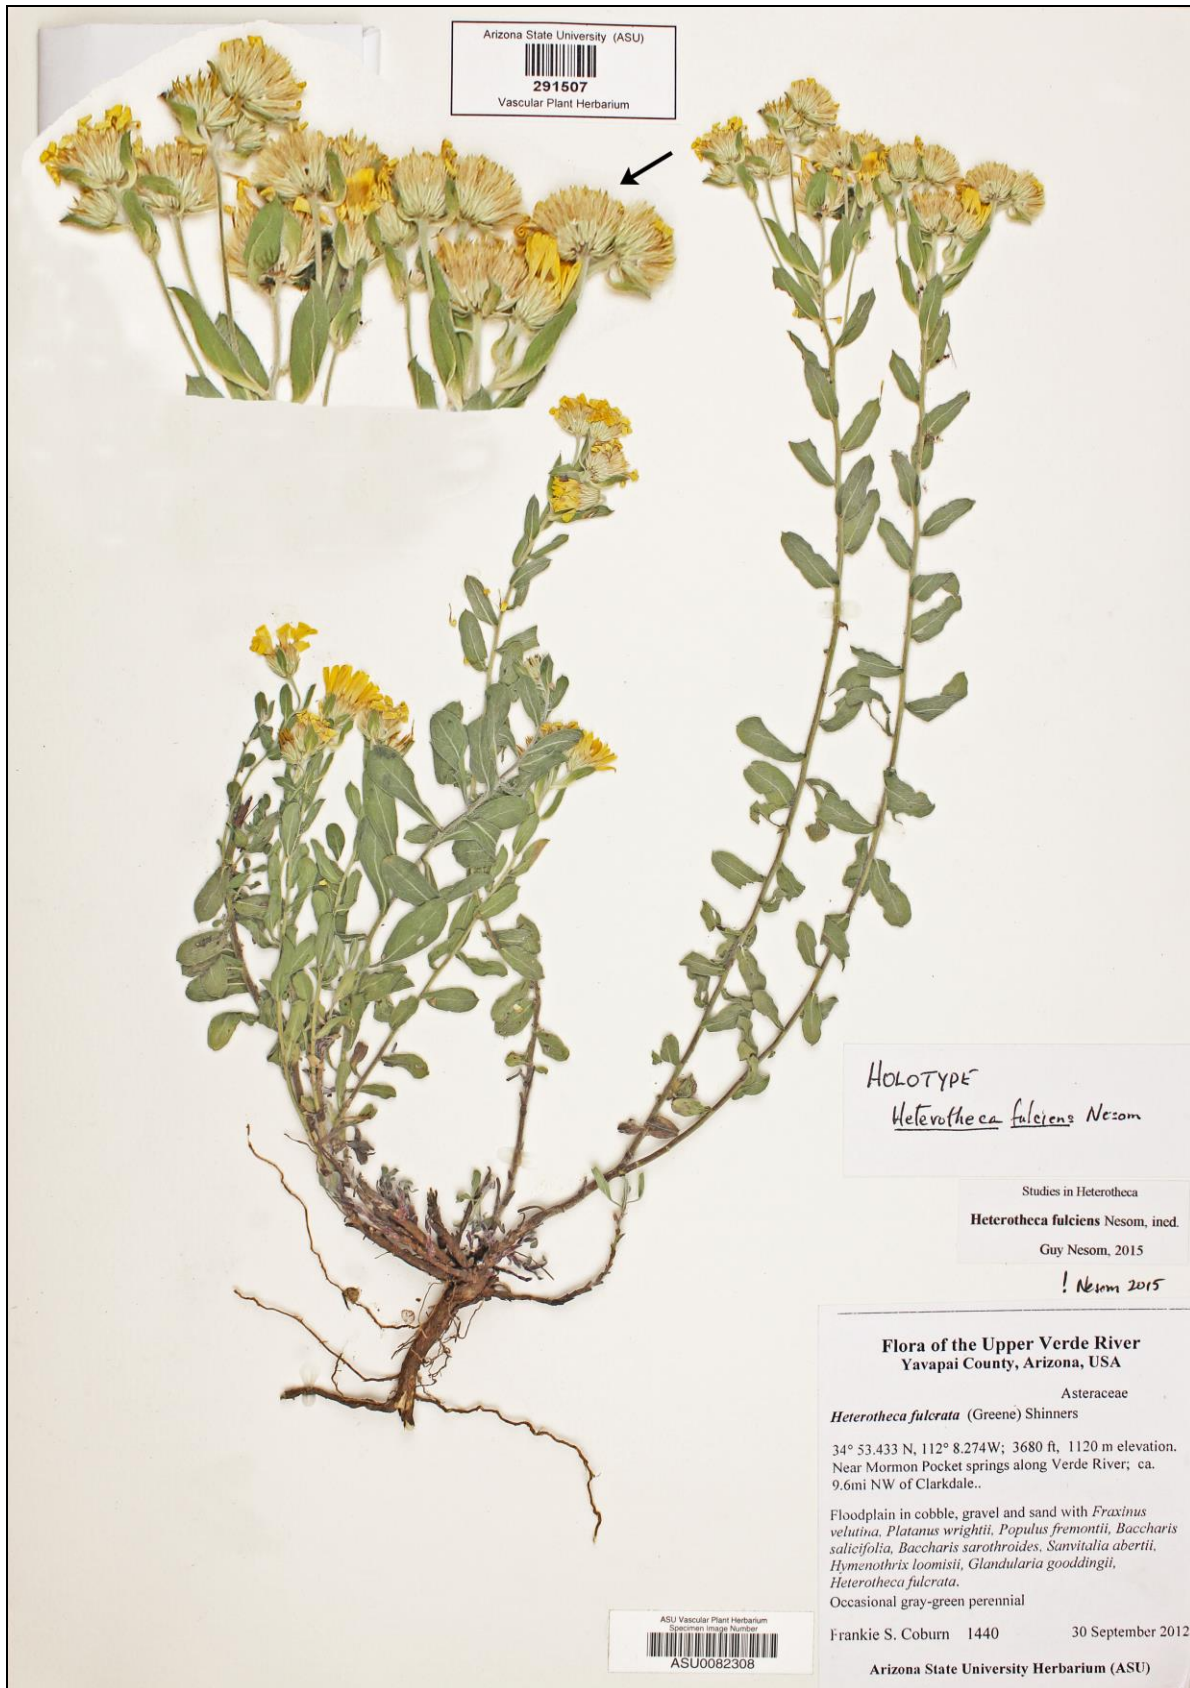 Arizona State University (ASU)
291507
Vascular Plant Herbarium
HOLOTYPE
Heterotheca fulciens Nesom
Studies in Heterotheca
Heterotheca fulciens Nesom, ined.
Guy Nesom, 2015
! Nesom 2015
Flora of the Upper Verde River
Yavapai County, Arizona, USA
Asteraceae
Heterotheca fulcrata (Greene) Shinners
34° 53.433 N, 112° 8.274W; 3680 ft, 1120 m elevation.
Near Mormon Pocket springs along Verde River; ca.
9.6mi NW of Clarkdale..
Floodplain in cobble, gravel and sand with Fraxinus
velutina, Platanus wrightii, Populus fremontii, Baccharis
salicifolia, Baccharis sarothroides, Sanvitalia abertii,
Hymenothrix loomisii, Glandularia gooddingii,
Heterotheca fulcrata.
Occasional gray-green perennial
Frankie S. Coburn 1440 30 September 2012
Arizona State University Herbarium (ASU)
ASU Vascular Plant Herbarium
Specimen Image Number
ASU0082308